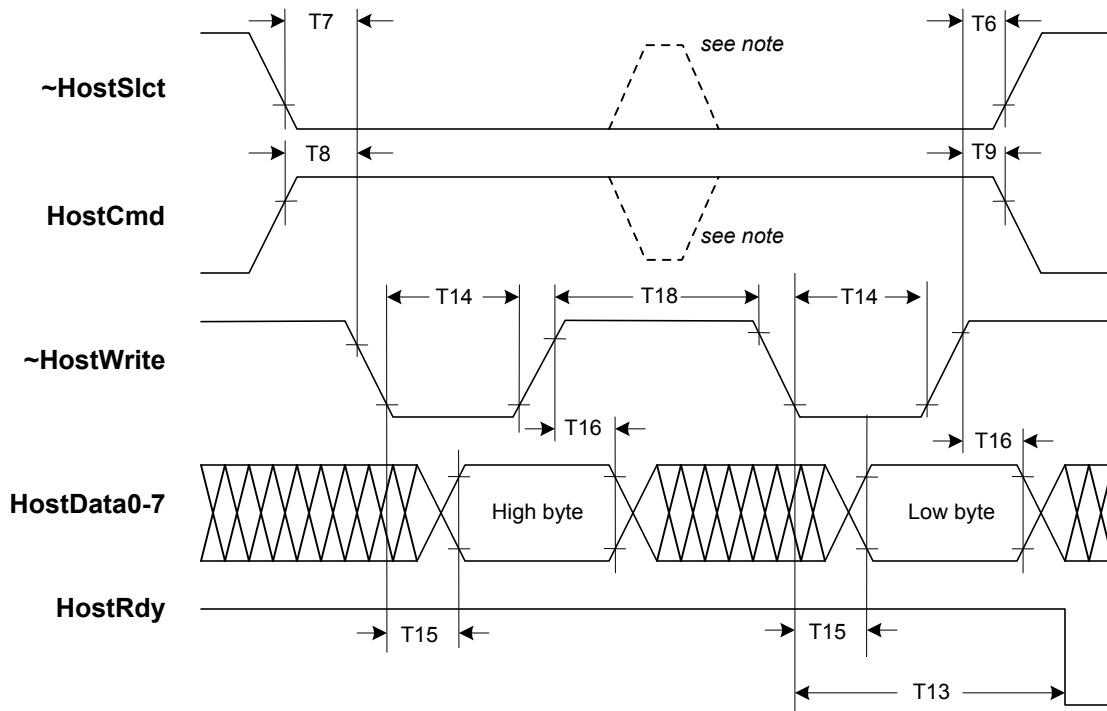 T7
T6
see note
~HostSlct
T8
T9
HostCmd
see note
T14
T18
T14
~HostWrite
T16
T16
HostData0-7
High byte
Low byte
HostRdy
T15
T15
T13